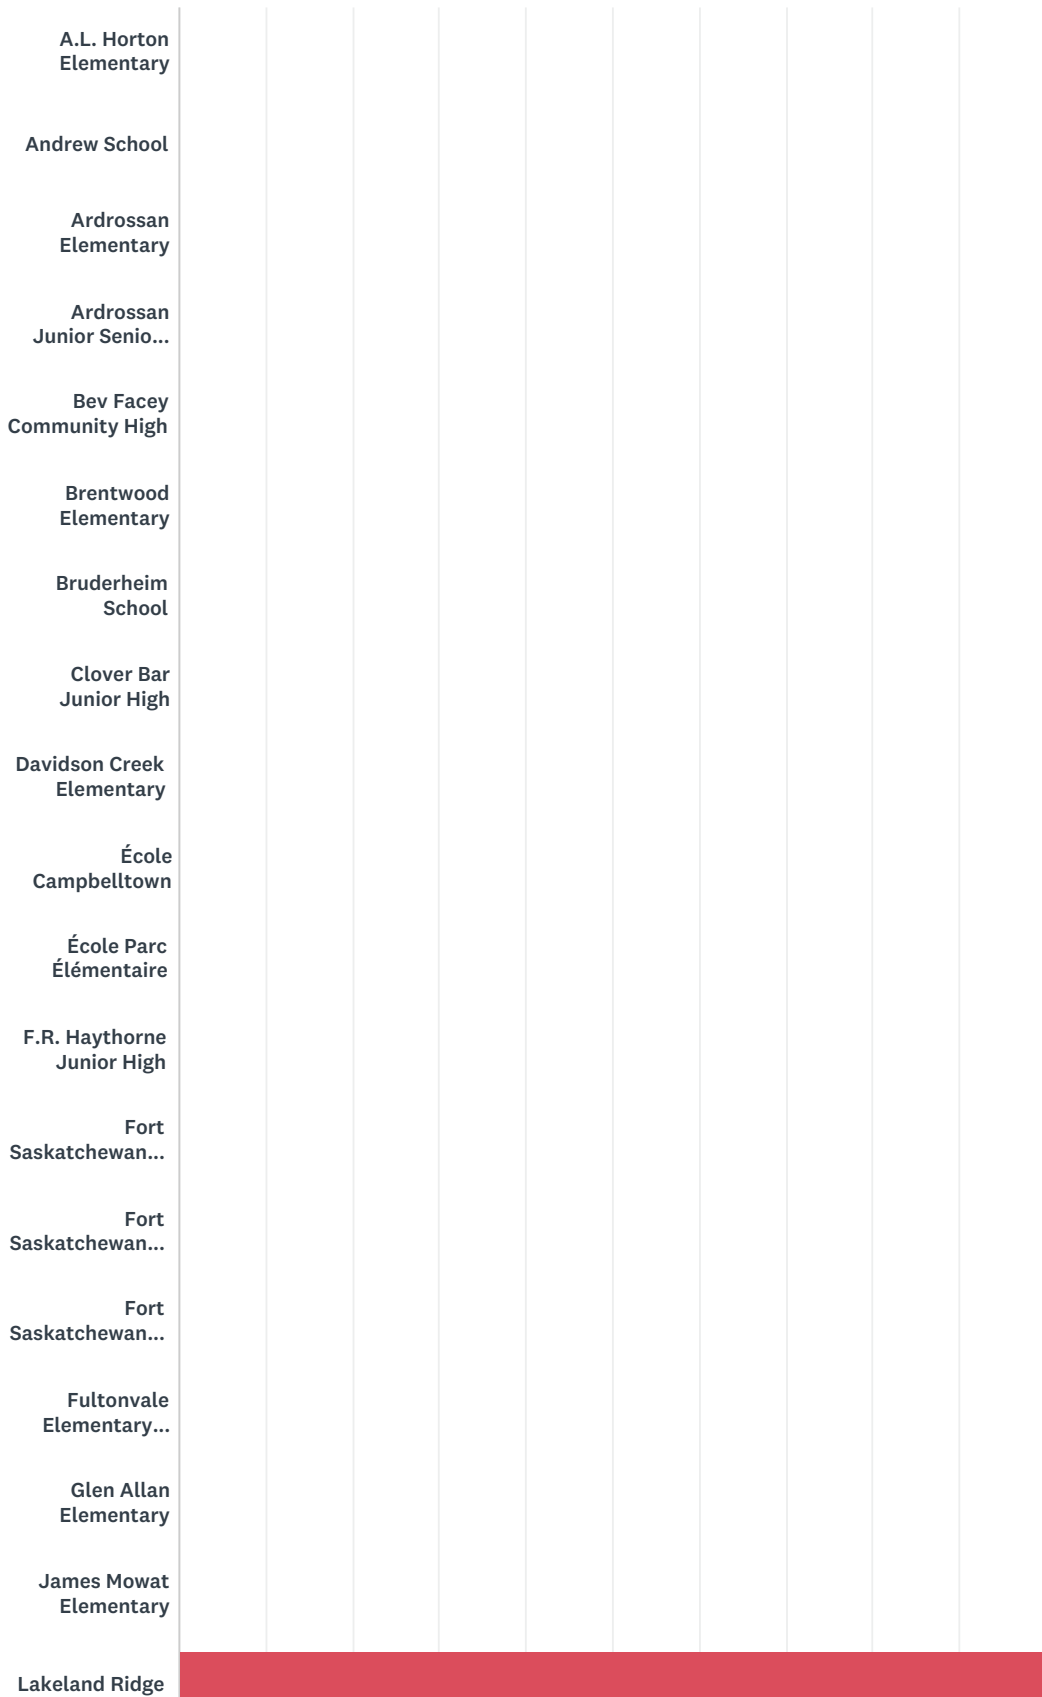 A.L. Horton
Elementary
Andrew School
Ardrossan
Elementary
Ardrossan
Junior Senio...
Bev Facey
Community High
Brentwood
Elementary
Bruderheim
School
Clover Bar
Junior High
Davidson Creek
Elementary
École
Campbelltown
École Parc
Élémentaire
F.R. Haythorne
Junior High
Fort
Saskatchewan...
Fort
Saskatchewan...
Fort
Saskatchewan...
Fultonvale
Elementary...
Glen Allan
Elementary
James Mowat
Elementary
Lakeland Ridge